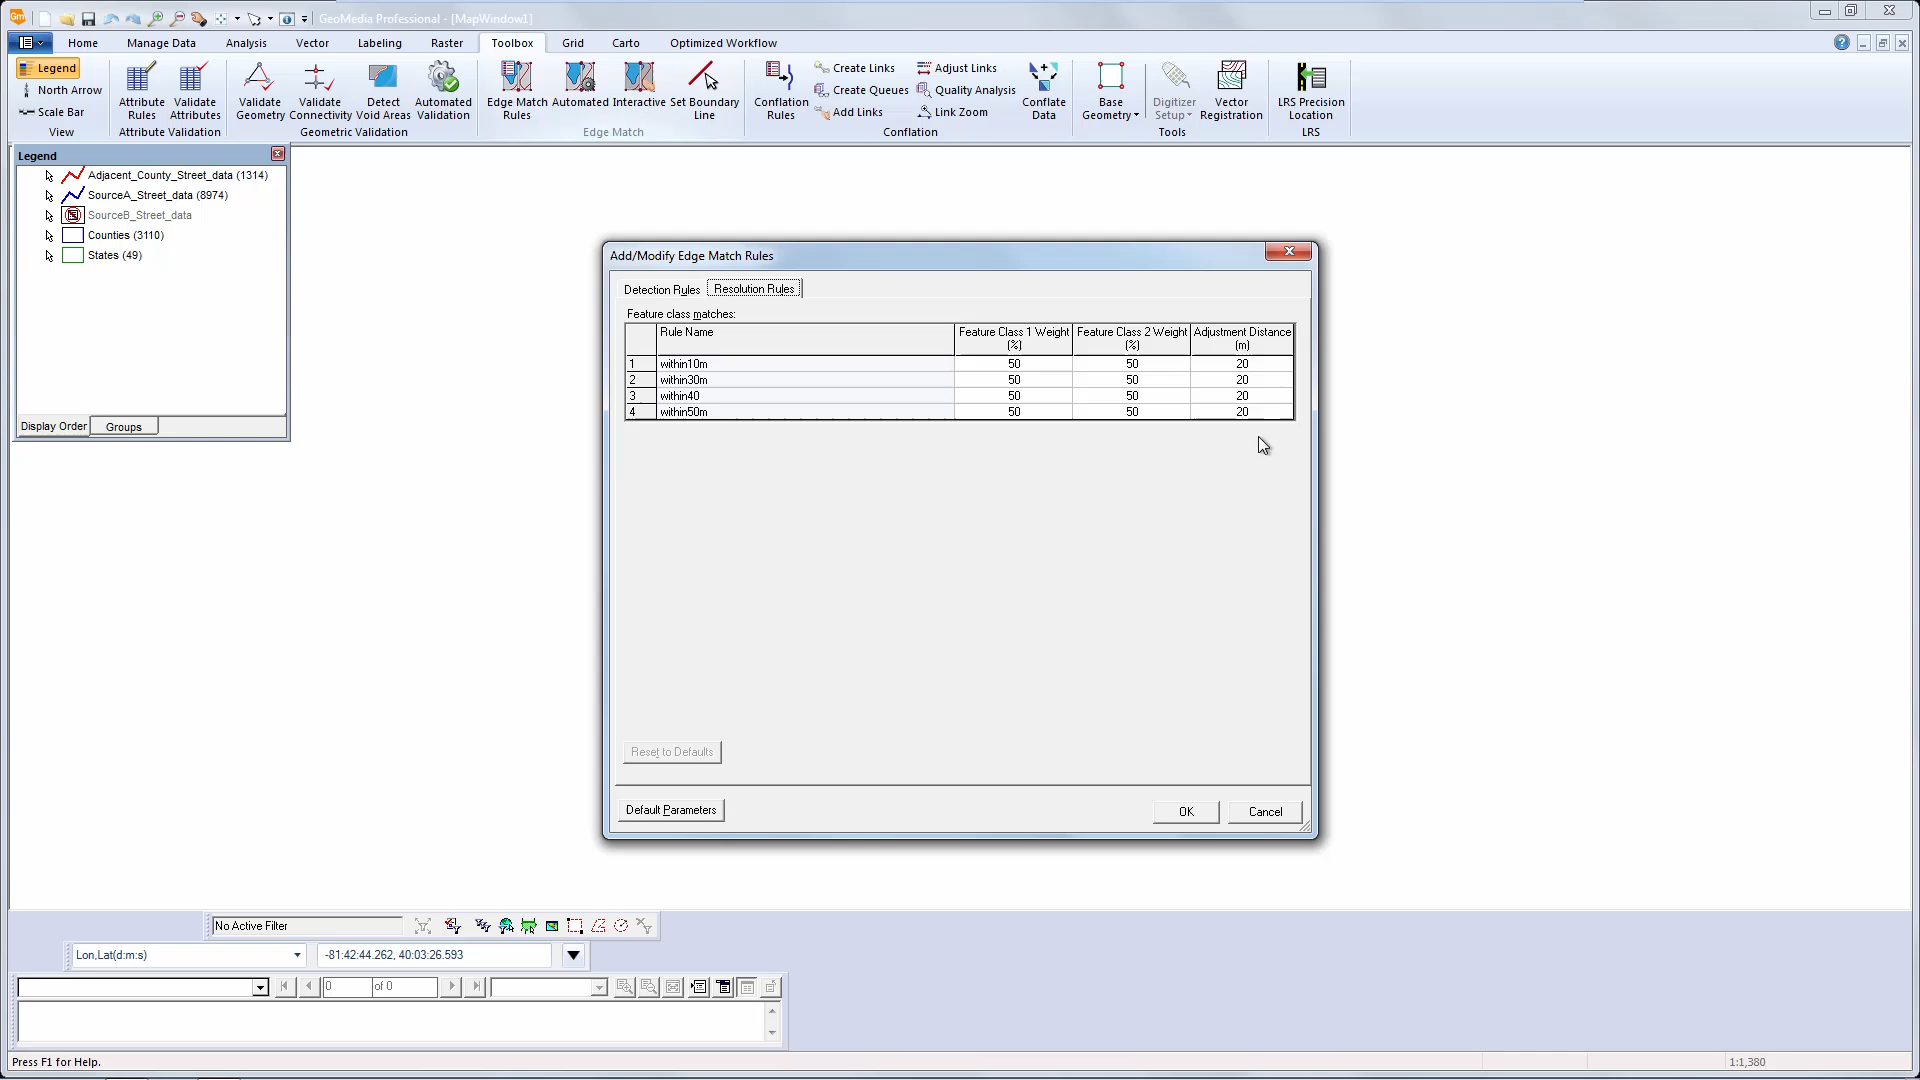 GeoMedia Professional - [MapWindow1]
Home Manage Data Analysis Vector Labeling Raster Toolbox Grid Carto Optimized Workflow
Legend
North Arrow
Scale Bar
View
Attribute Rules
Validate Attributes
Attribute Validation
Validate Geometry
Validate Connectivity
Detect Void Areas
Automated Validation
Geometric Validation
Edge Match Rules
Automated
Interactive
Set Boundary Line
Edge Match
Conflation Rules
Create Links
Create Queues
Add Links
Adjust Links
Quality Analysis
Link Zoom
Conflate Data
Conflation
Base Geometry
Digitizer Setup
Vector Registration
Tools
LRS Precision Location
LRS
Legend
Adjacent_County_Street_data (1314)
SourceA_Street_data (8974)
SourceB_Street_data
Counties (3110)
States (49)
Display Order Groups
Add/Modify Edge Match Rules
Detection Rules Resolution Rules
Feature class matches:
Rule Name Feature Class 1 Weight (%) Feature Class 2 Weight (%) Adjustment Distance (m)
1 within10m 50 50 20
2 within30m 50 50 20
3 within40 50 50 20
4 within50m 50 50 20
Reset to Defaults
Default Parameters OK Cancel
No Active Filter
Lon,Lat(d:m:s) -81:42:44.262, 40:03:26.593
0 of 0
Press F1 for Help. 1:1,380